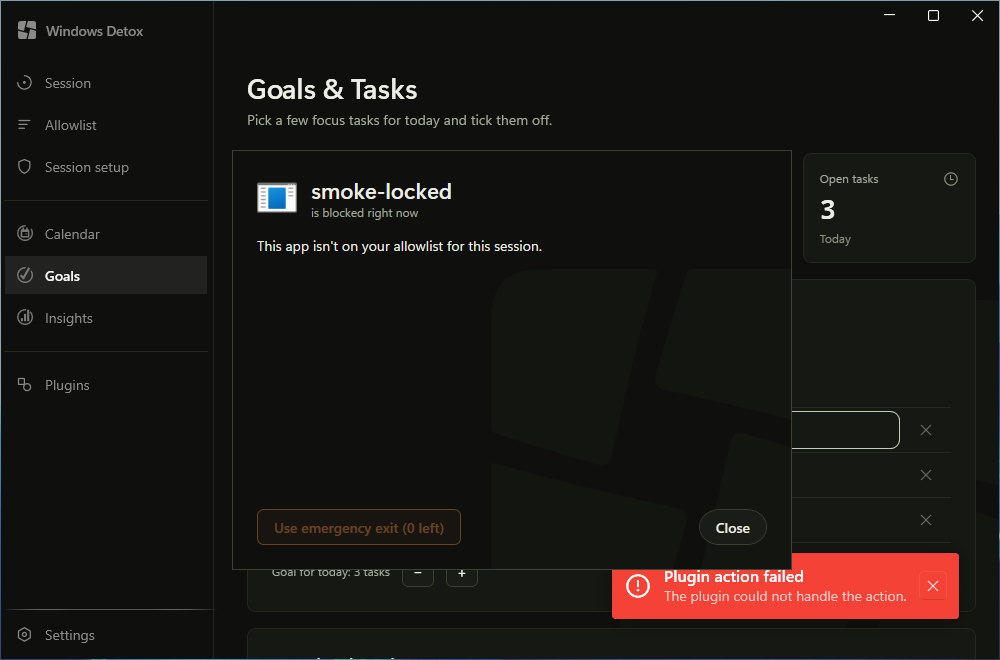 Windows Detox
Session
Allowlist
Session setup
Calendar
Goals
Insights
Plugins
Settings
Goals & Tasks
Pick a few focus tasks for today and tick them off.
smoke-locked
is blocked right now
This app isn't on your allowlist for this session.
Use emergency exit (0 left)
Close
Open tasks
3
Today
Goal for today: 3 tasks
−
+
Plugin action failed
The plugin could not handle the action.